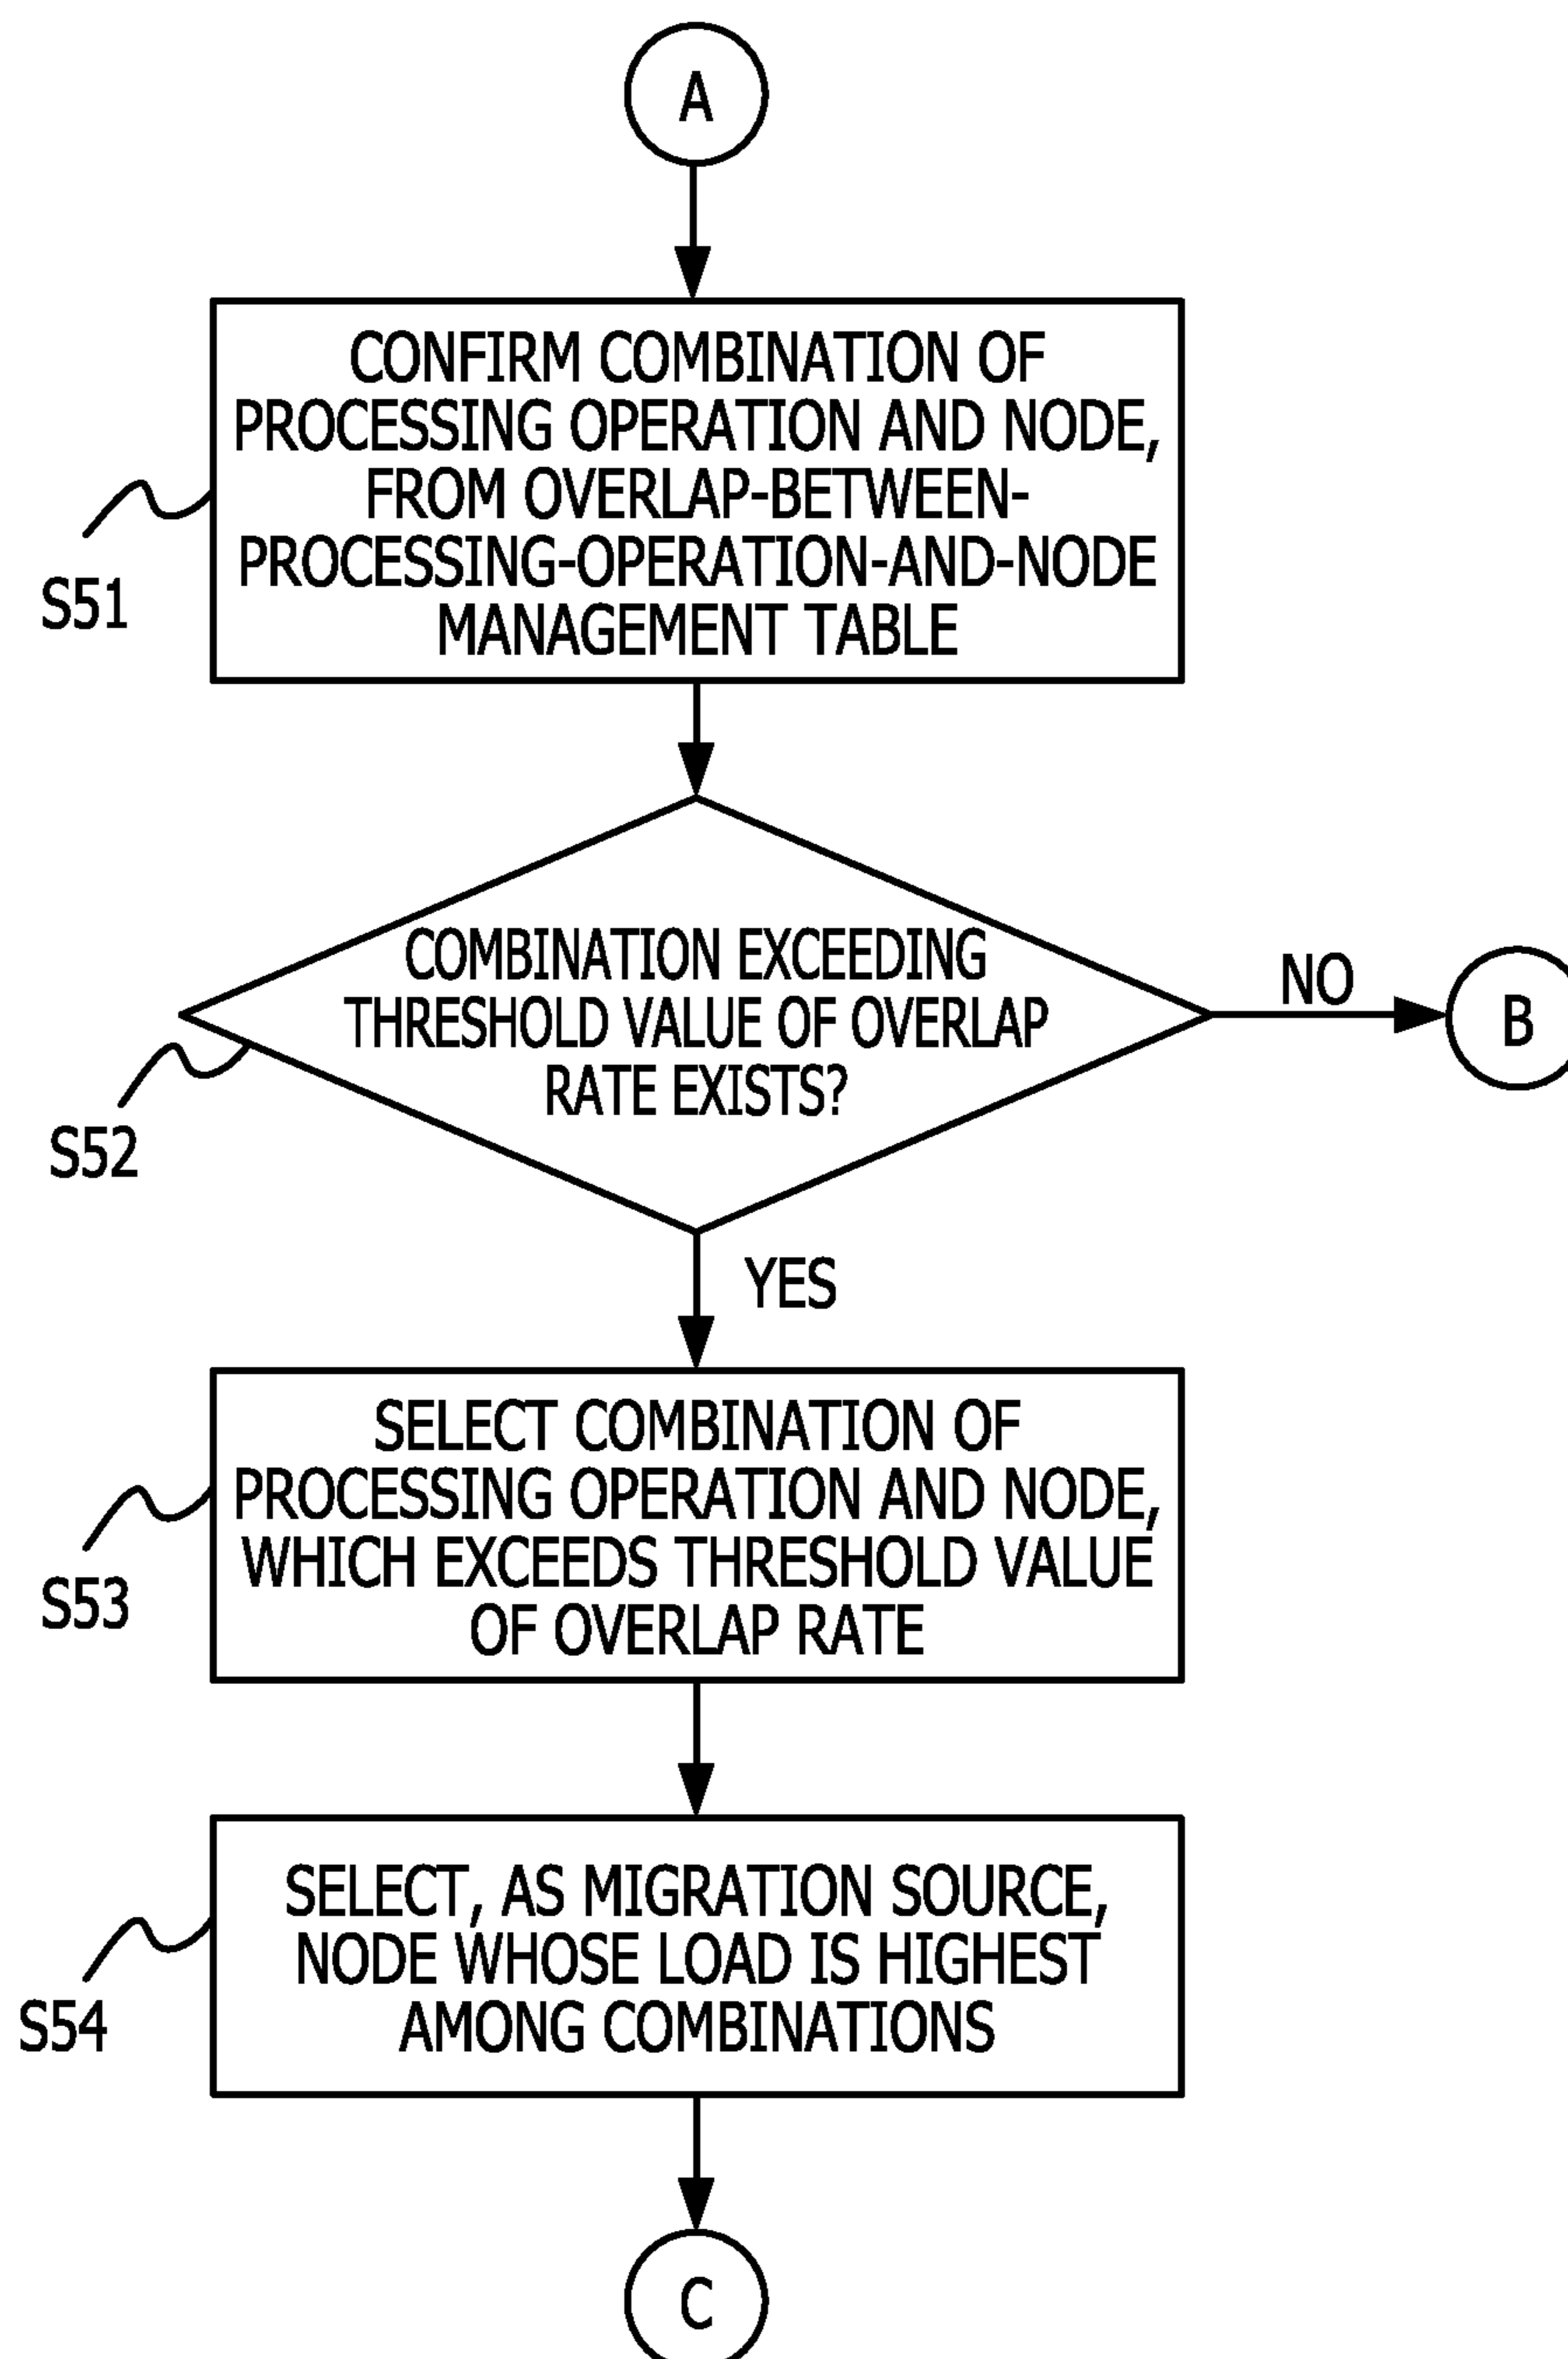 A
CONFIRM COMBINATION OF
PROCESSING OPERATION AND NODE,
FROM OVERLAP-BETWEEN-
PROCESSING-OPERATION-AND-NODE
MANAGEMENT TABLE
S51
COMBINATION EXCEEDING
THRESHOLD VALUE OF OVERLAP
RATE EXISTS?
NO
B
S52
YES
SELECT COMBINATION OF
PROCESSING OPERATION AND NODE,
WHICH EXCEEDS THRESHOLD VALUE
OF OVERLAP RATE
S53
SELECT, AS MIGRATION SOURCE,
NODE WHOSE LOAD IS HIGHEST
AMONG COMBINATIONS
S54
C